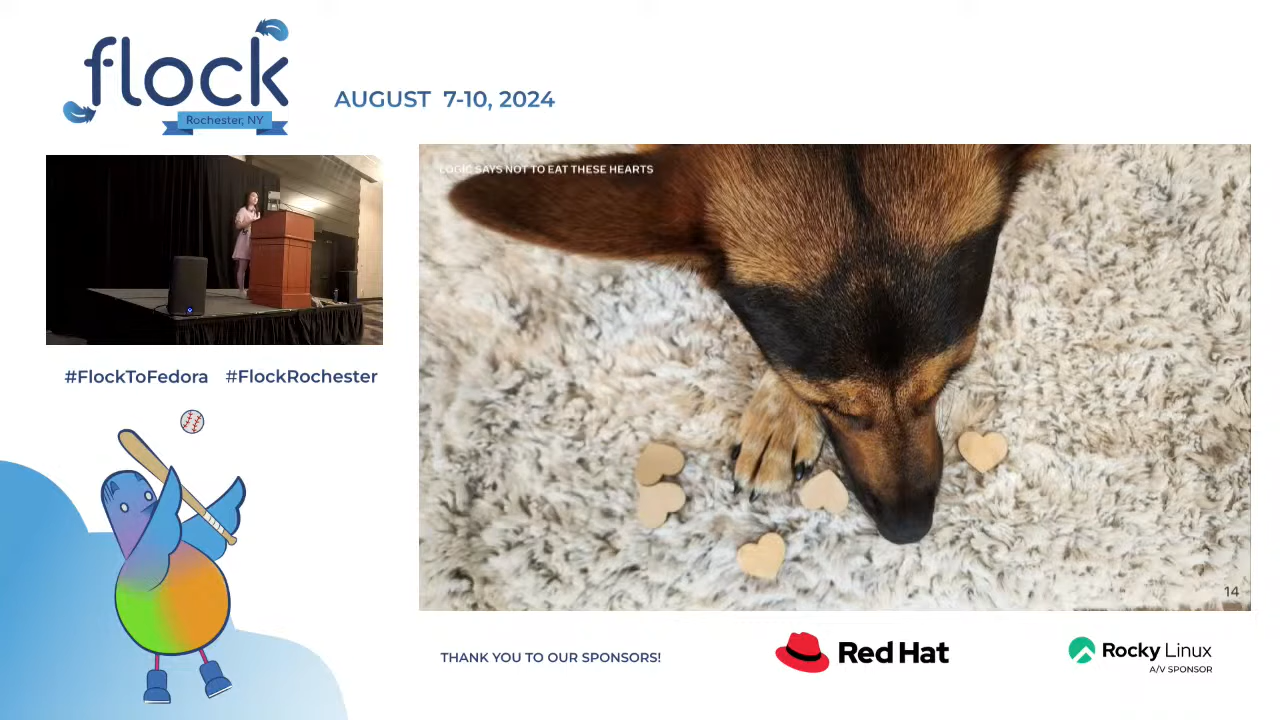 flock
Rochester, NY
AUGUST 7-10, 2024
LOGIC SAYS NOT TO EAT THESE HEARTS
#FlockToFedora #FlockRochester
14
THANK YOU TO OUR SPONSORS!
Red Hat
Rocky Linux
A/V SPONSOR